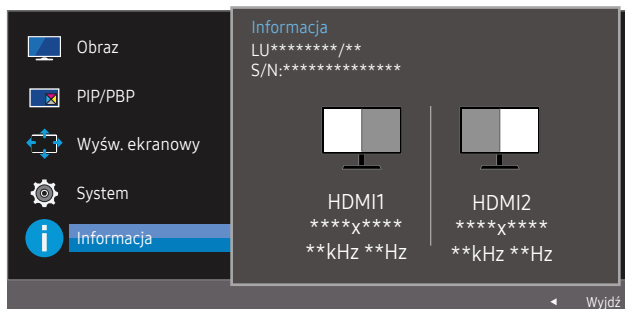 Obraz
PIP/PBP
Wyśw. ekranowy
System
Informacja
Informacja
LU********/**
S/N:**************
HDMI1
****x****
**kHz **Hz
HDMI2
****x****
**kHz **Hz
◄ Wyjdź